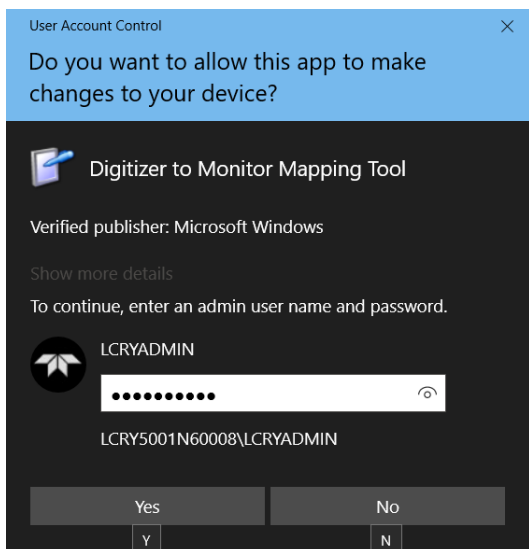 User Account Control
Do you want to allow this app to make
changes to your device?
Digitizer to Monitor Mapping Tool
Verified publisher: Microsoft Windows
Show more details
To continue, enter an admin user name and password.
LCRYADMIN
●●●●●●●●●●
LCRY5001N60008\LCRYADMIN
Yes
No
Y
N